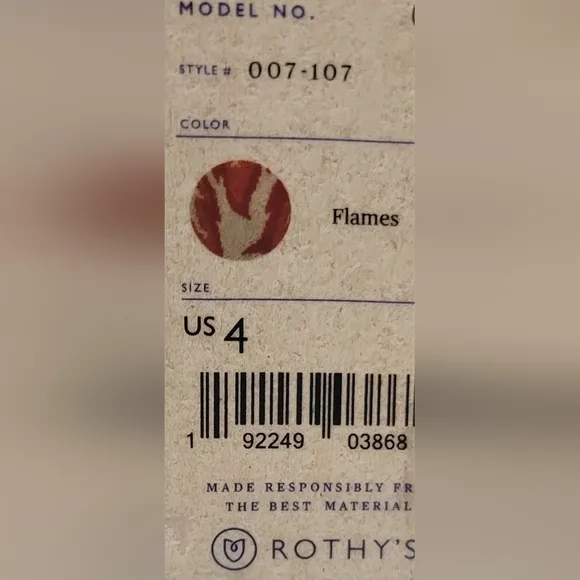 MODEL NO.
STYLE # 007-107
COLOR
Flames
SIZE
US 4
1 92249 03868
MADE RESPONSIBLY FR
THE BEST MATERIAL
ROTHY'S